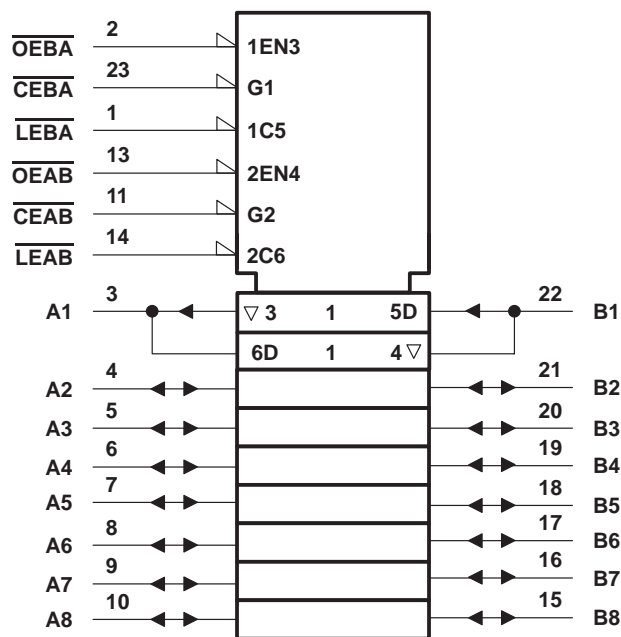 OEBA 2 1EN3
CEBA 23 G1
LEBA 1 1C5
OEAB 13 2EN4
CEAB 11 G2
LEAB 14 2C6
A1 3 ▽ 3 1 5D 22 B1
6D 1 4 ▽
A2 4 21 B2
A3 5 20 B3
A4 6 19 B4
A5 7 18 B5
A6 8 17 B6
A7 9 16 B7
A8 10 15 B8